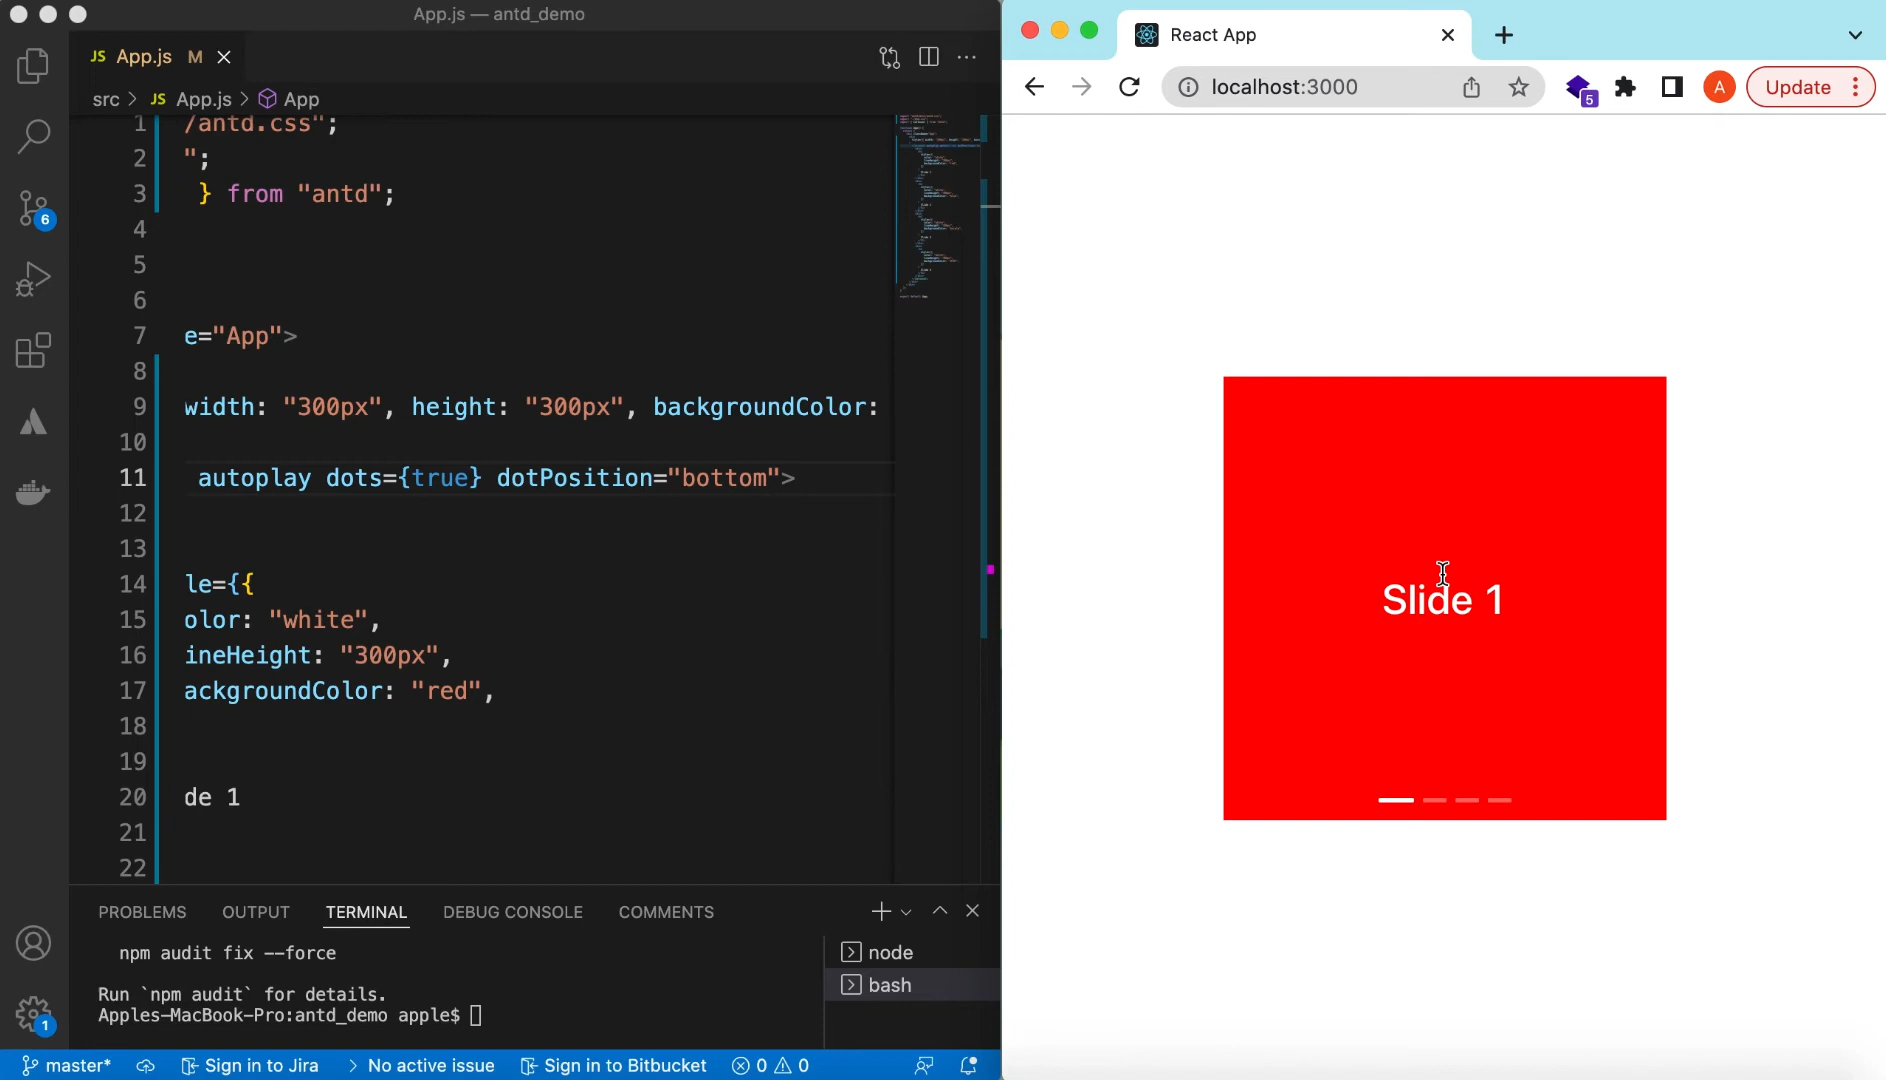 App.js — antd_demo
JS App.js M
src > JS App.js > App
1 /antd.css";
2 ";
3 } from "antd";
4
5
6
7 e="App">
8
9 width: "300px", height: "300px", backgroundColor:
10
11 autoplay dots={true} dotPosition="bottom">
12
13
14 le={{
15 olor: "white",
16 ineHeight: "300px",
17 ackgroundColor: "red",
18
19
20 de 1
21
22
6
1
PROBLEMS OUTPUT TERMINAL DEBUG CONSOLE COMMENTS
npm audit fix --force
Run `npm audit` for details.
Apples-MacBook-Pro:antd_demo apple$
node
bash
master* Sign in to Jira > No active issue Sign in to Bitbucket 0 0
React App
localhost:3000
5
A
Update
Slide 1